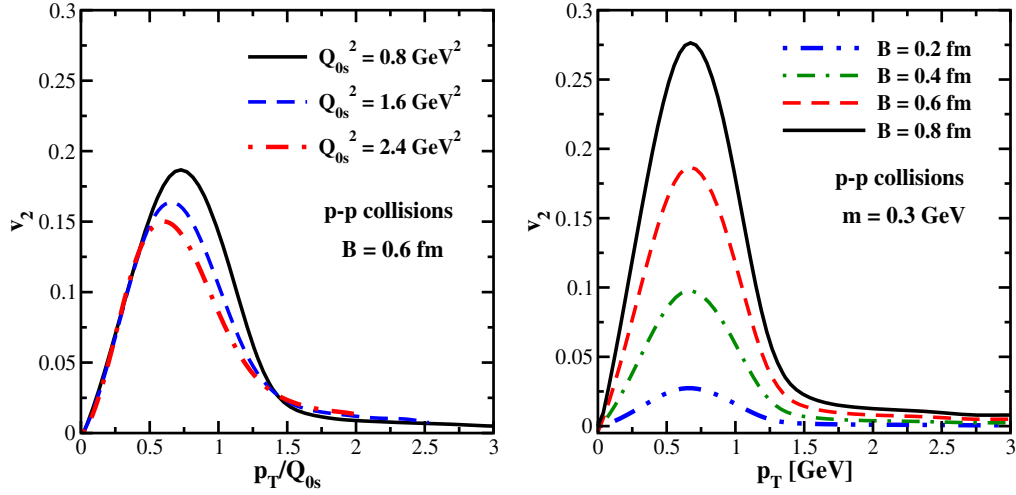 0.3
0.25
0.2
0.15
0.1
0.05
0
v₂
Q₀ₛ² = 0.8 GeV²
Q₀ₛ² = 1.6 GeV²
Q₀ₛ² = 2.4 GeV²
p-p collisions
B = 0.6 fm
0 0.5 1 1.5 2 2.5 3
p_T/Q₀ₛ
0.3
0.25
0.2
0.15
0.1
0.05
0
v₂
B = 0.2 fm
B = 0.4 fm
B = 0.6 fm
B = 0.8 fm
p-p collisions
m = 0.3 GeV
0 0.5 1 1.5 2 2.5 3
p_T [GeV]